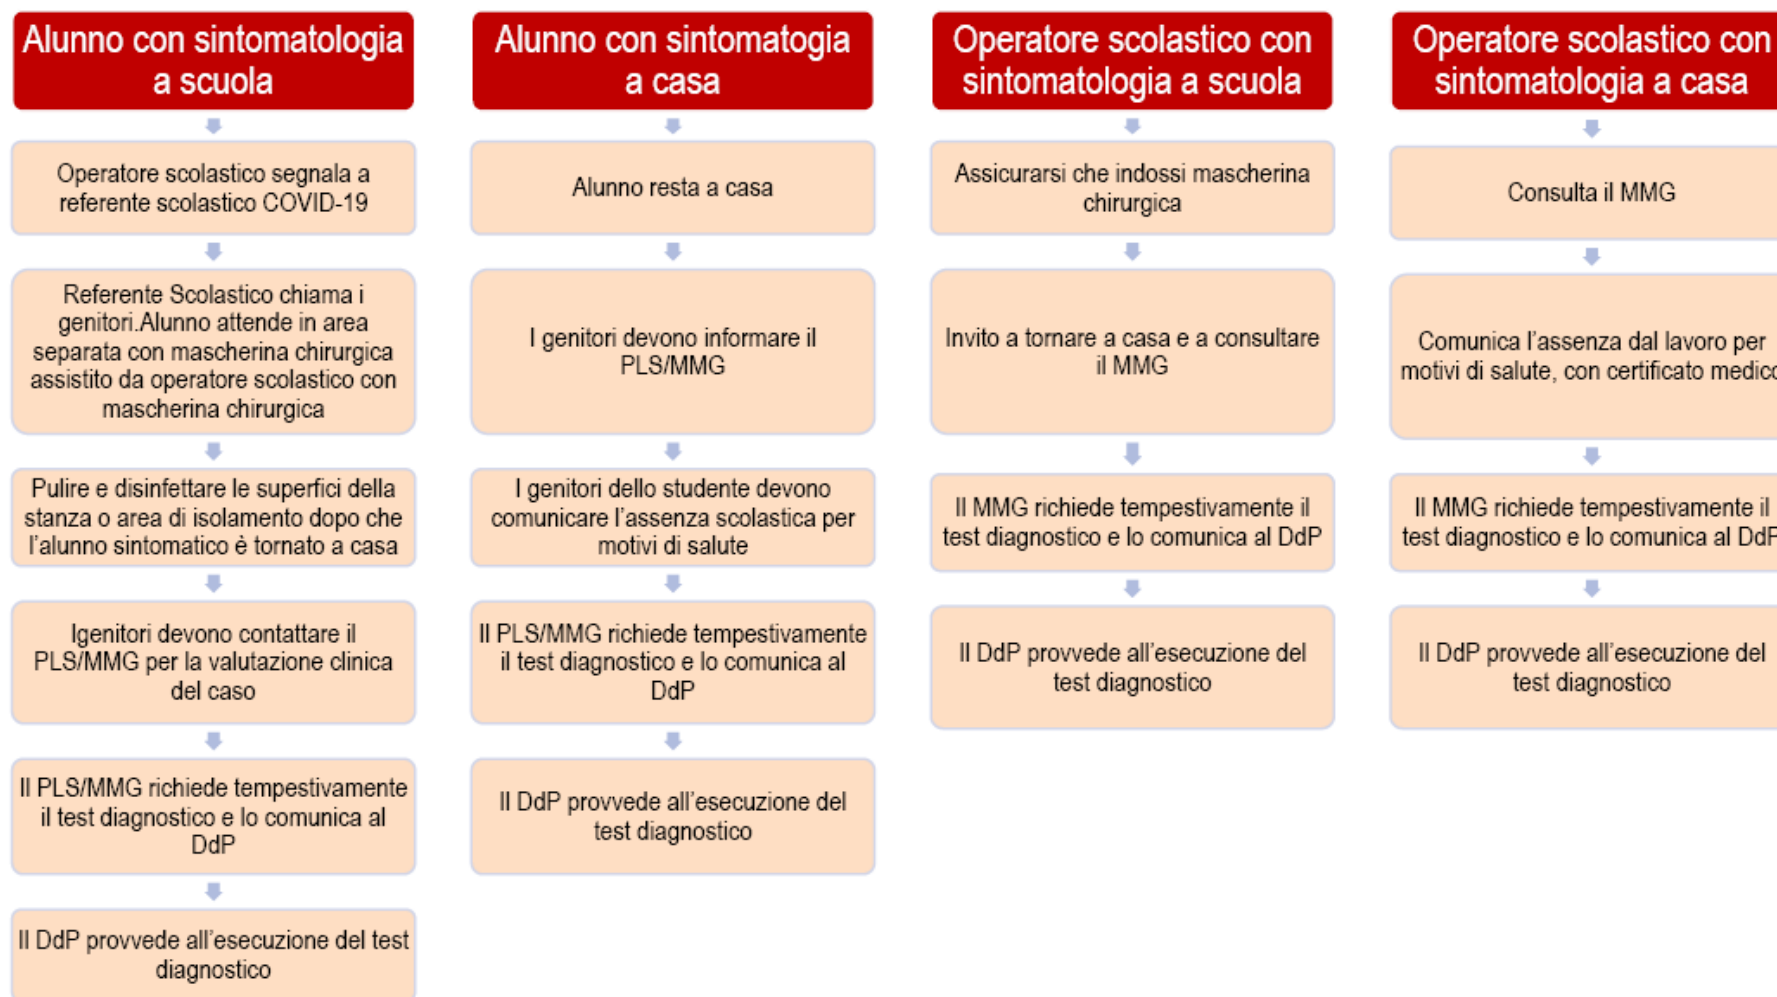 Alunno con sintomatologia
a scuola
Operatore scolastico segnala a
referente scolastico COVID-19
Referente Scolastico chiama i
genitori.Alunno attende in area
separata con mascherina chirurgica
assistito da operatore scolastico con
mascherina chirurgica
Pulire e disinfettare le superfici della
stanza o area di isolamento dopo che
l'alunno sintomatico è tornato a casa
Igenitori devono contattare il
PLS/MMG per la valutazione clinica
del caso
Il PLS/MMG richiede tempestivamente
il test diagnostico e lo comunica al
DdP
Il DdP provvede all'esecuzione del test
diagnostico
Alunno con sintomatogia
a casa
Alunno resta a casa
I genitori devono informare il
PLS/MMG
I genitori dello studente devono
comunicare l'assenza scolastica per
motivi di salute
Il PLS/MMG richiede tempestivamente
il test diagnostico e lo comunica al
DdP
Il DdP provvede all'esecuzione del
test diagnostico
Operatore scolastico con
sintomatologia a scuola
Assicurarsi che indossi mascherina
chirurgica
Invito a tornare a casa e a consultare
il MMG
Il MMG richiede tempestivamente il
test diagnostico e lo comunica al DdP
Il DdP provvede all'esecuzione del
test diagnostico
Operatore scolastico con
sintomatologia a casa
Consulta il MMG
Comunica l'assenza dal lavoro per
motivi di salute, con certificato medico
Il MMG richiede tempestivamente il
test diagnostico e lo comunica al DdP
Il DdP provvede all'esecuzione del
test diagnostico